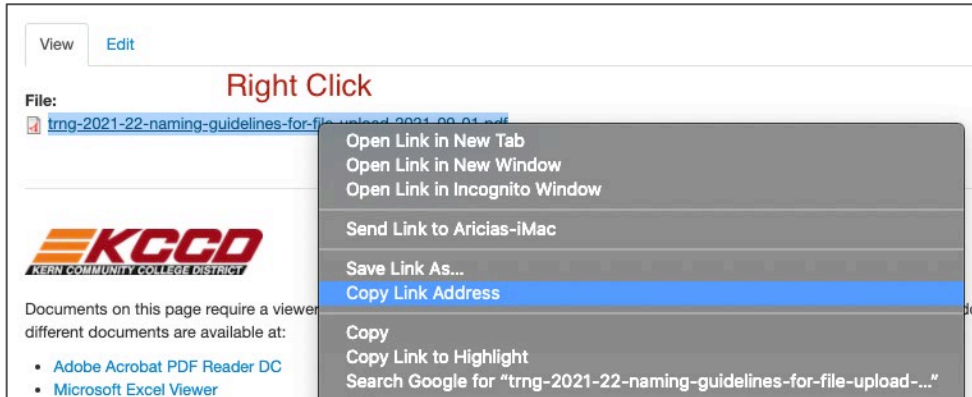 View Edit
Right Click
File:
trng-2021-22-naming-guidelines-for-file-upload-2021-09-01.pdf
Open Link in New Tab
Open Link in New Window
Open Link in Incognito Window
Send Link to Aricias-iMac
Save Link As...
Copy Link Address
KCCD
KERN COMMUNITY COLLEGE DISTRICT
Documents on this page require a viewer
different documents are available at:
Copy
Copy Link to Highlight
Adobe Acrobat PDF Reader DC
Search Google for “trng-2021-22-naming-guidelines-for-file-upload-...”
Microsoft Excel Viewer